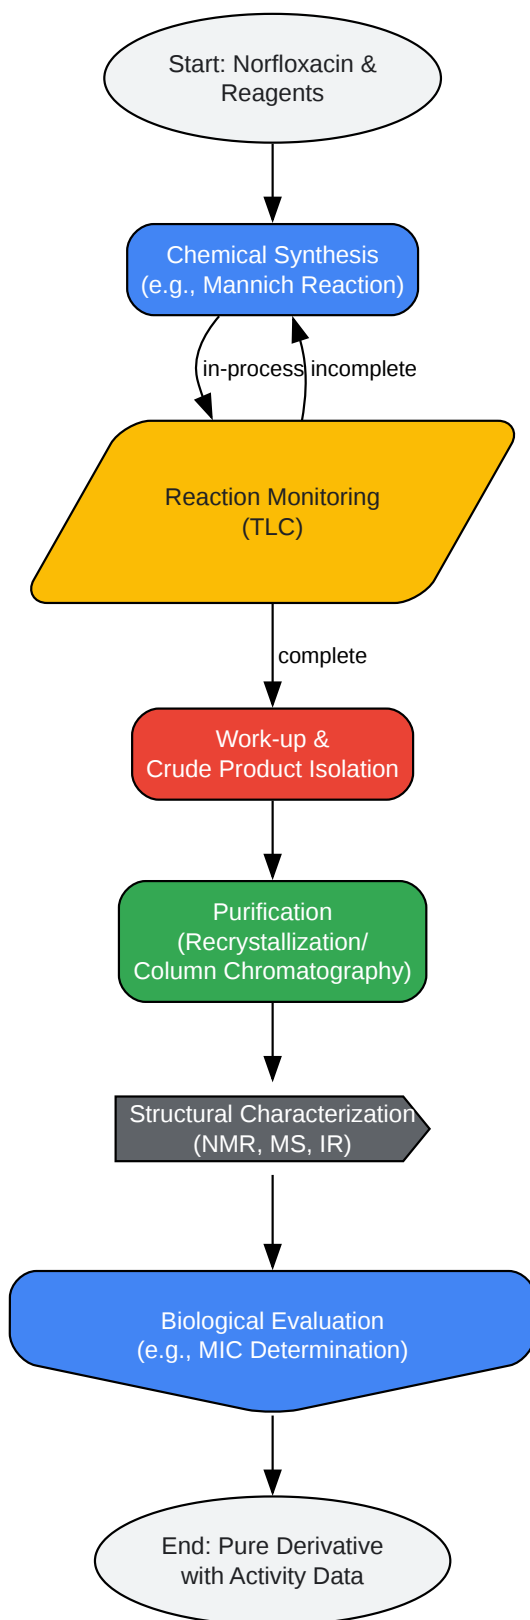 Start: Norfloxacin &
Reagents
Chemical Synthesis
(e.g., Mannich Reaction)
in-process
incomplete
Reaction Monitoring
(TLC)
complete
Work-up &
Crude Product Isolation
Purification
(Recrystallization/
Column Chromatography)
Structural Characterization
(NMR, MS, IR)
Biological Evaluation
(e.g., MIC Determination)
End: Pure Derivative
with Activity Data